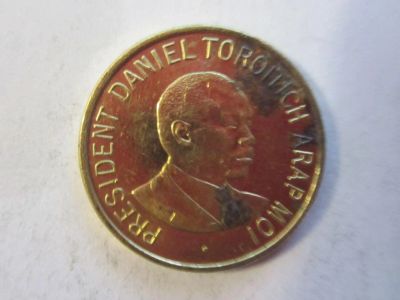 PRESIDENT DANIEL TOROITICH ARAP MOI